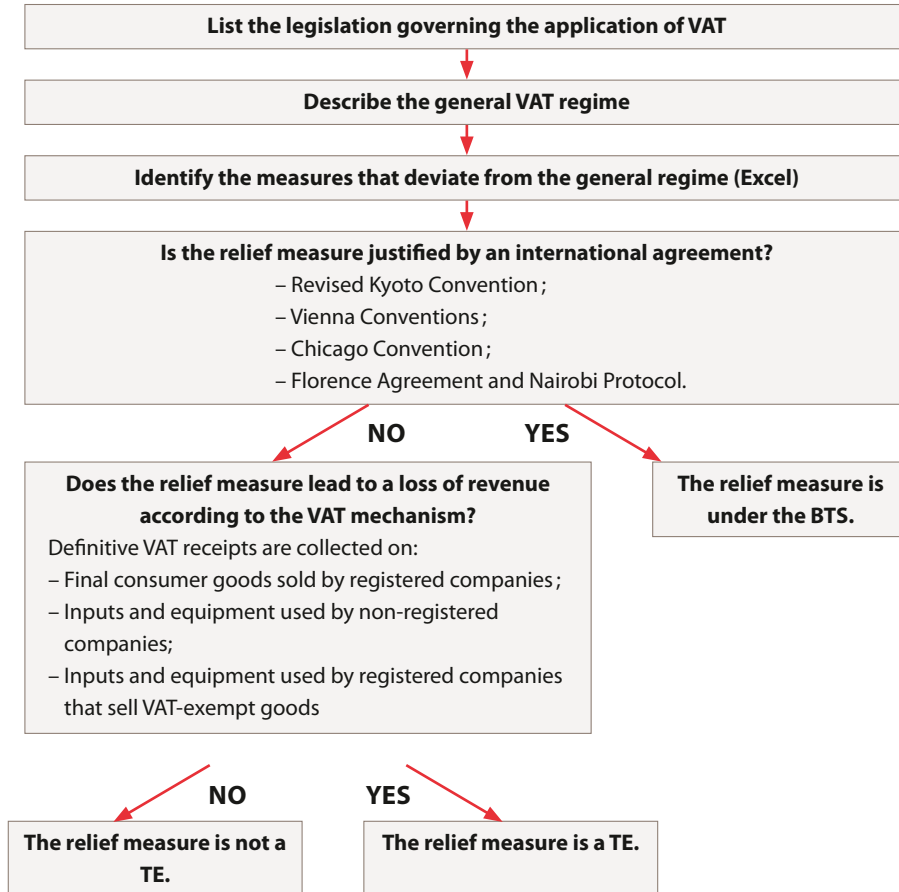 List the legislation governing the application of VAT
Describe the general VAT regime
Identify the measures that deviate from the general regime (Excel)
Is the relief measure justified by an international agreement?
– Revised Kyoto Convention ;
– Vienna Conventions ;
– Chicago Convention ;
– Florence Agreement and Nairobi Protocol.
NO
YES
Does the relief measure lead to a loss of revenue
according to the VAT mechanism?
Definitive VAT receipts are collected on:
– Final consumer goods sold by registered companies ;
– Inputs and equipment used by non-registered
companies;
– Inputs and equipment used by registered companies
that sell VAT-exempt goods
The relief measure is
under the BTS.
NO
YES
The relief measure is not a
TE.
The relief measure is a TE.